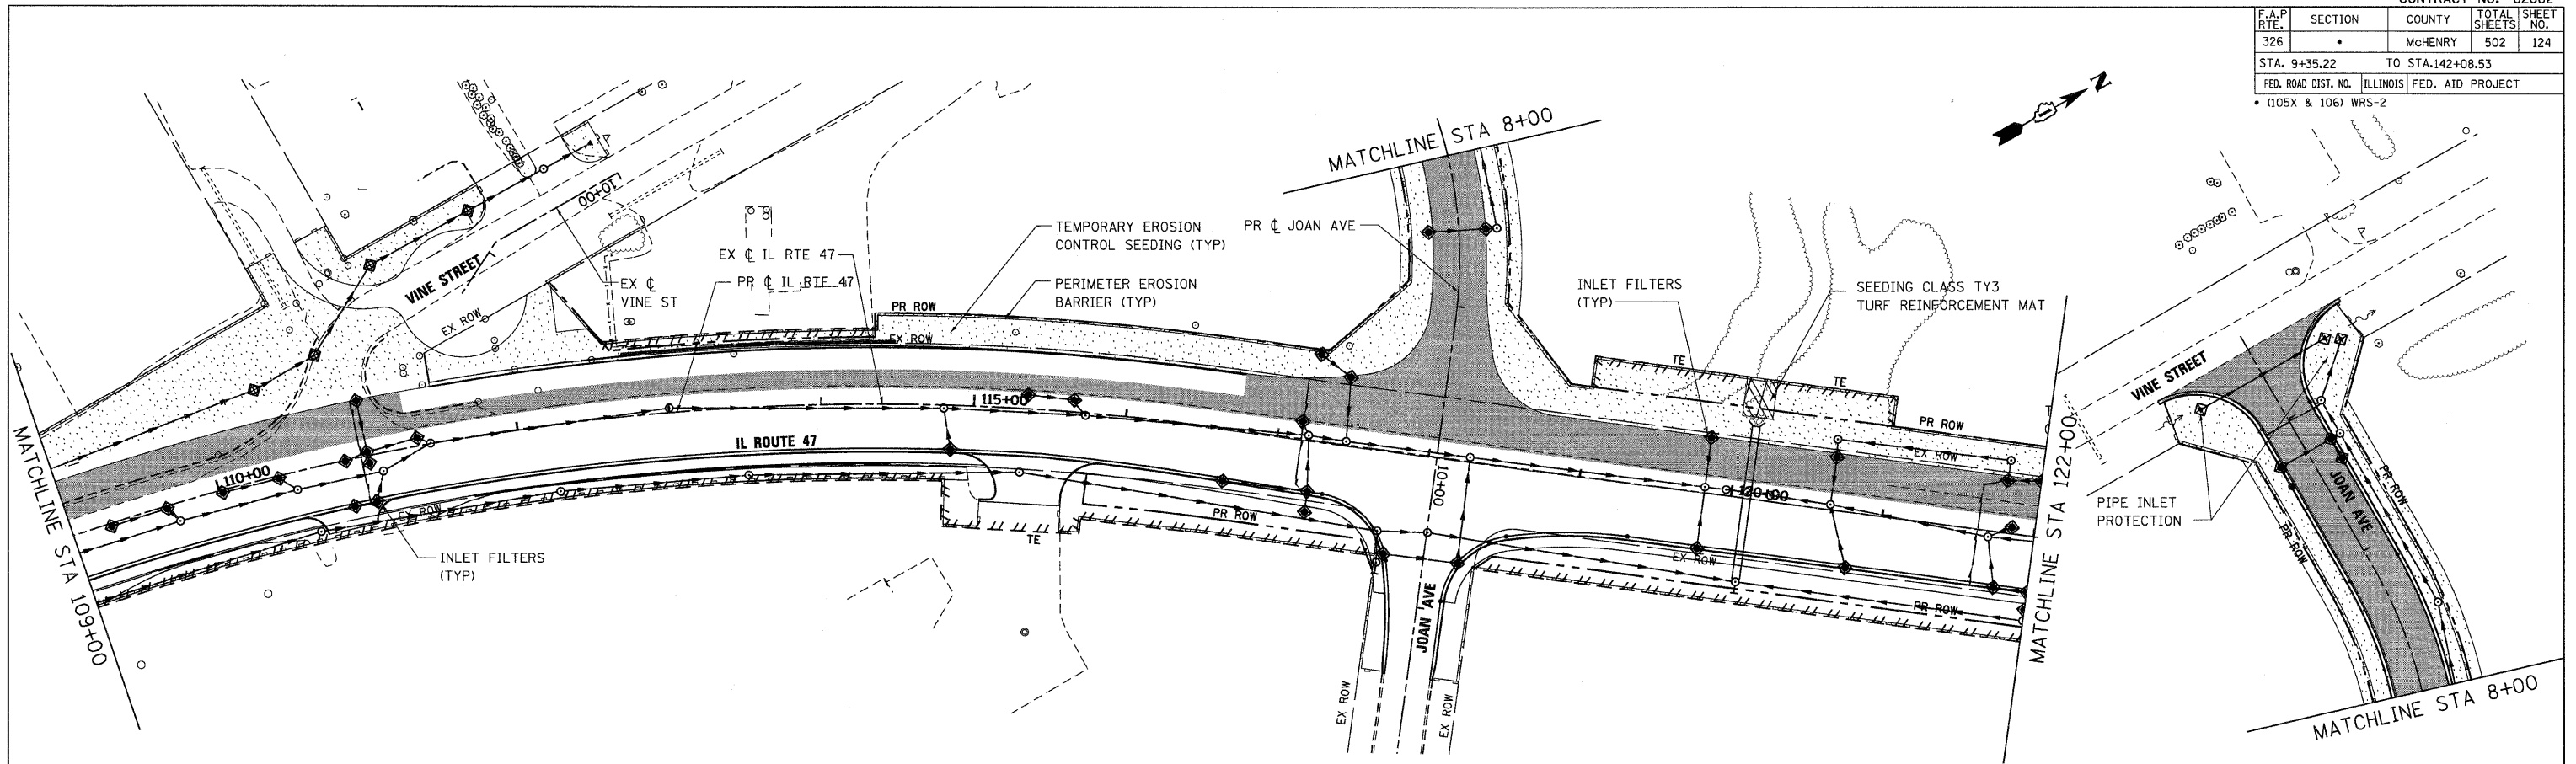 F.A.P RTE. SECTION COUNTY TOTAL SHEETS SHEET NO.
326 * McHENRY 502 124
STA. 9+35.22 TO STA.142+08.53
FED. ROAD DIST. NO. ILLINOIS FED. AID PROJECT
* (105X & 106) WRS-2
N
MATCHLINE STA 8+00
10+00
VINE STREET
EX ROW
EX ℄
VINE ST
EX ℄ IL RTE 47
PR ℄ IL RTE 47
TEMPORARY EROSION
CONTROL SEEDING (TYP)
PERIMETER EROSION
BARRIER (TYP)
PR ROW
EX ROW
PR ℄ JOAN AVE
INLET FILTERS
(TYP)
SEEDING CLASS TY3
TURF REINFORCEMENT MAT
TE
TE
PR ROW
EX ROW
115+00
IL ROUTE 47
110+00
EX ROW
INLET FILTERS
(TYP)
MATCHLINE STA 109+00
PR ROW
TE
10+00
120+00
EX ROW
PR ROW
JOAN AVE
EX ROW
EX ROW
MATCHLINE STA 122+00
VINE STREET
PIPE INLET
PROTECTION
JOAN AVE
PR ROW
PR ROW
MATCHLINE STA 8+00